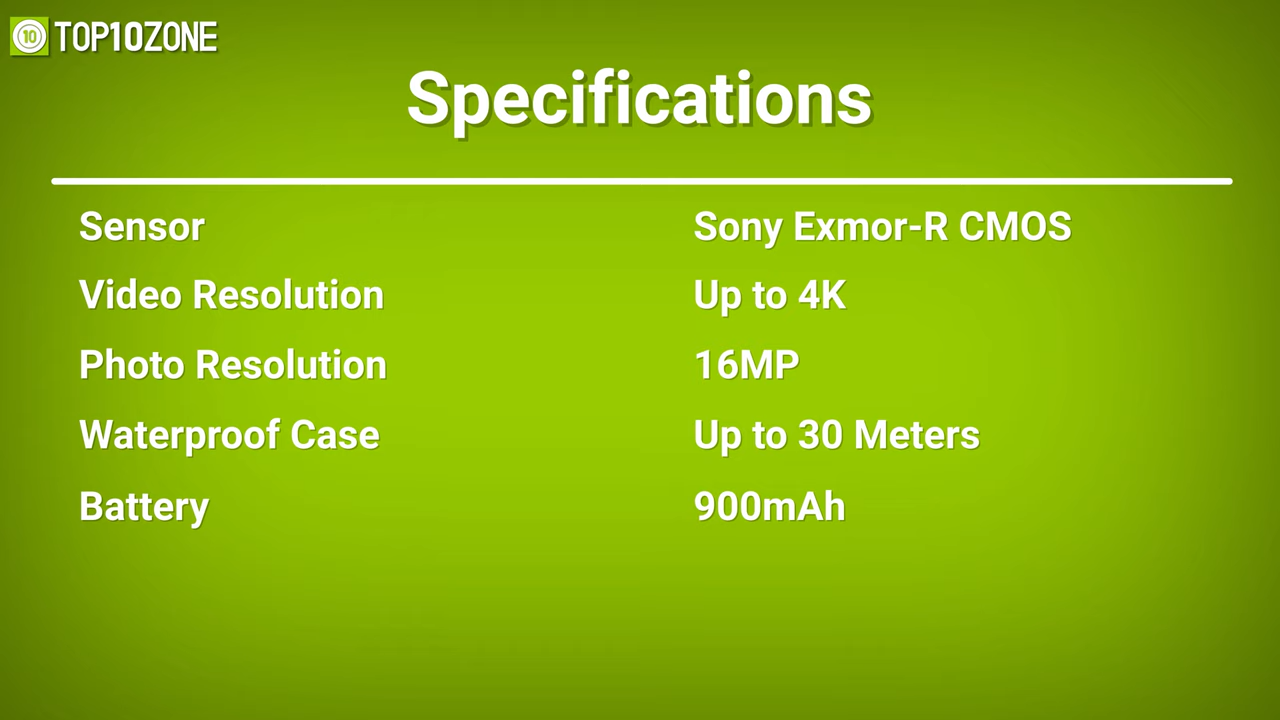 10 TOP10ZONE
Specifications
Sensor Sony Exmor-R CMOS
Video Resolution Up to 4K
Photo Resolution 16MP
Waterproof Case Up to 30 Meters
Battery 900mAh